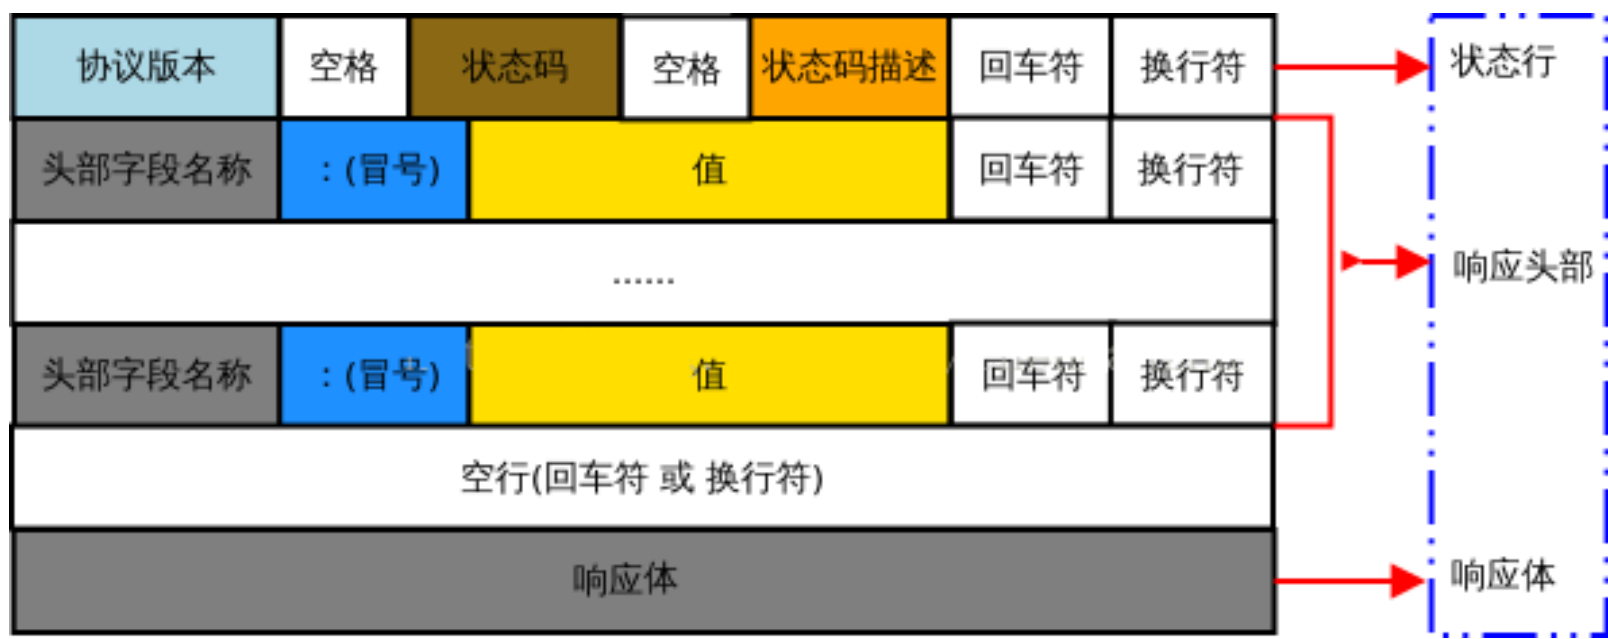 协议版本 空格 状态码 空格 状态码描述 回车符 换行符 状态行
头部字段名称 :(冒号) 值 回车符 换行符
...... 响应头部
头部字段名称 :(冒号) 值 回车符 换行符
空行(回车符 或 换行符)
响应体 响应体